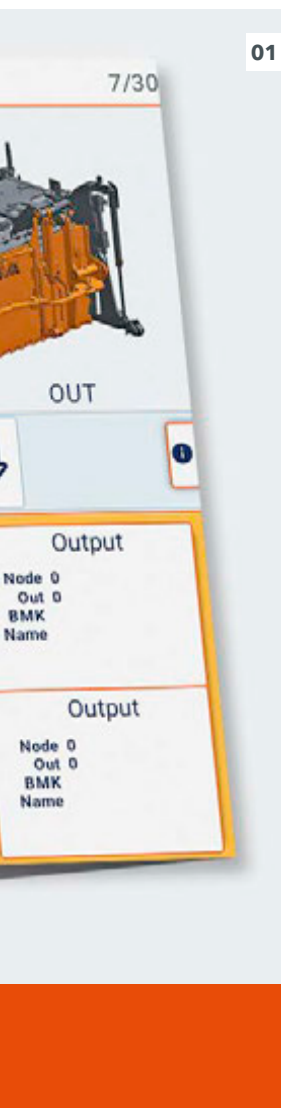 01
7/30
OUT
Output
Node 0
Out 0
BMK
Name
Output
Node 0
Out 0
BMK
Name